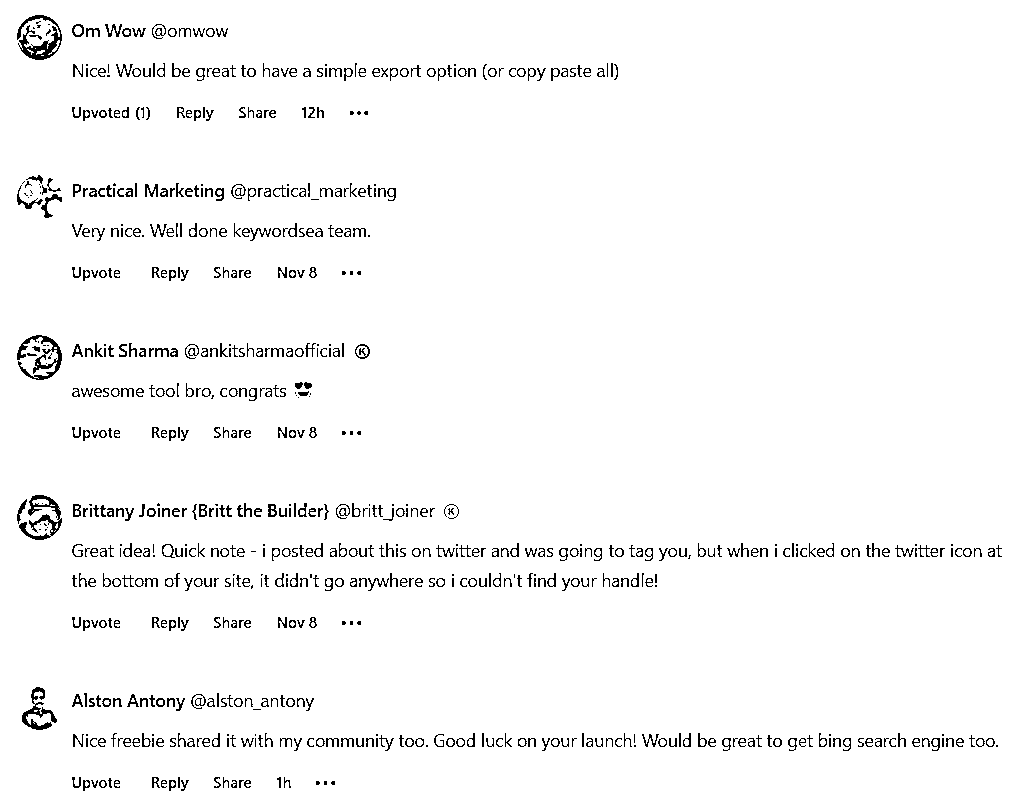 Om Wow @omwow
Nice! Would be great to have a simple export option (or copy paste all)
Upvoted (1) Reply Share 12h •••
Practical Marketing @practical_marketing
Very nice. Well done keywordsea team.
Upvote Reply Share Nov 8 •••
Ankit Sharma @ankitsharmaofficial Ⓚ
awesome tool bro, congrats 😍
Upvote Reply Share Nov 8 •••
Brittany Joiner {Britt the Builder} @britt_joiner Ⓚ
Great idea! Quick note - i posted about this on twitter and was going to tag you, but when i clicked on the twitter icon at
the bottom of your site, it didn't go anywhere so i couldn't find your handle!
Upvote Reply Share Nov 8 •••
Alston Antony @alston_antony
Nice freebie shared it with my community too. Good luck on your launch! Would be great to get bing search engine too.
Upvote Reply Share 1h •••